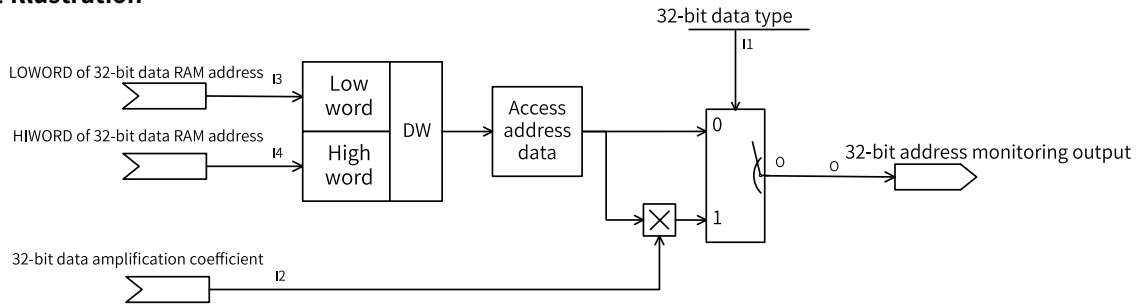 Illustration
32-bit data type
I1
LOWORD of 32-bit data RAM address
I3
Low word
DW
Access address data
0
HIWORD of 32-bit data RAM address
I4
High word
O
O
32-bit address monitoring output
1
32-bit data amplification coefficient
I2